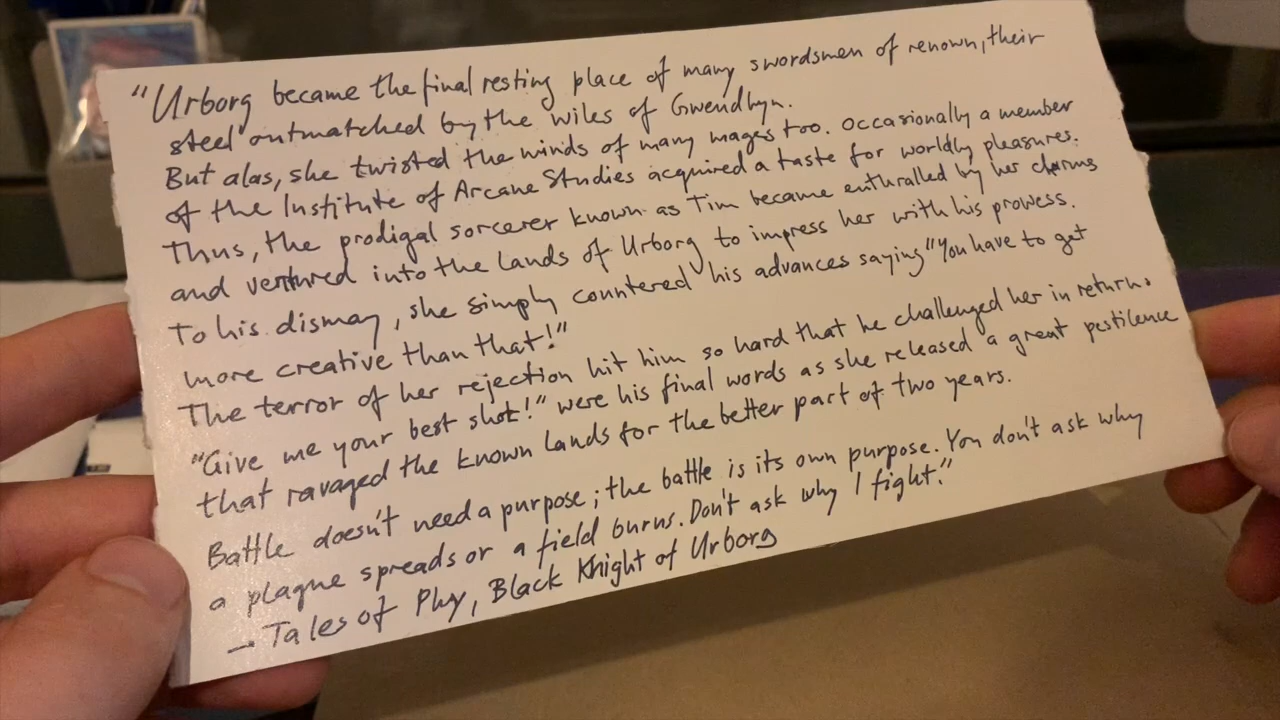 "Urborg became the final resting place of many swordsmen of renown, their
steel outmatched by the wiles of Gwendlyn.
But alas, she twisted the minds of many mages too. Occasionally a member
of the Institute of Arcane Studies acquired a taste for worldly pleasures.
Thus, the prodigal sorcerer known as Tim became enthralled by her charms
and ventured into the lands of Urborg to impress her with his prowess.
To his dismay, she simply countered his advances saying "You have to get
more creative than that!"
The terror of her rejection hit him so hard that he challenged her in return.
"Give me your best shot!" were his final words as she released a great pestilence
that ravaged the known lands for the better part of two years.
Battle doesn't need a purpose; the battle is its own purpose. You don't ask why
a plague spreads or a field burns. Don't ask why I fight."
- Tales of Phy, Black Knight of Urborg